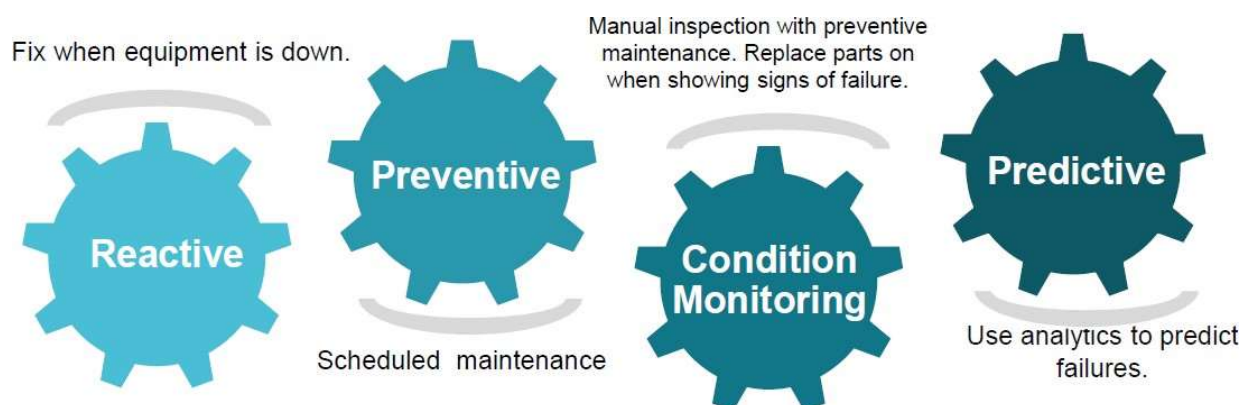 Fix when equipment is down.
Reactive
Preventive
Scheduled maintenance
Manual inspection with preventive
maintenance. Replace parts on
when showing signs of failure.
Condition
Monitoring
Predictive
Use analytics to predict
failures.